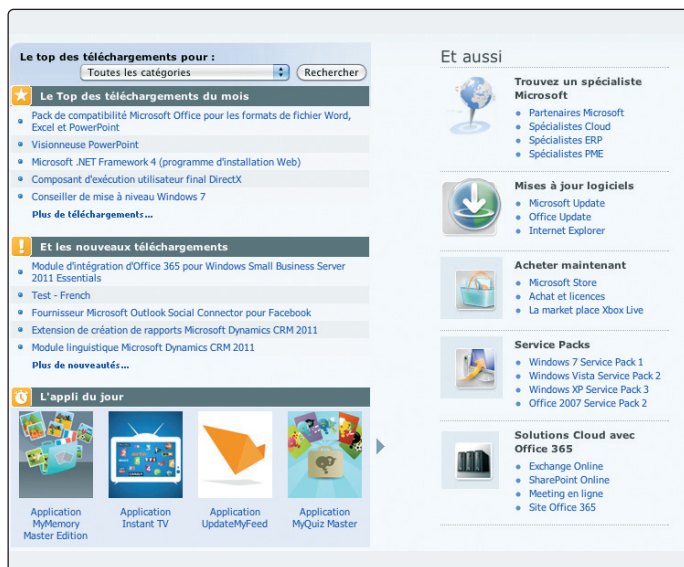 Le top des téléchargements pour :
Toutes les catégories
Rechercher
Le Top des téléchargements du mois
Pack de compatibilité Microsoft Office pour les formats de fichier Word,
Excel et PowerPoint
Visionneuse PowerPoint
Microsoft .NET Framework 4 (programme d'installation Web)
Composant d'exécution utilisateur final DirectX
Conseiller de mise à niveau Windows 7
Plus de téléchargements...
Et les nouveaux téléchargements
Module d'intégration d'Office 365 pour Windows Small Business Server
2011 Essentials
Test - French
Fournisseur Microsoft Outlook Social Connector pour Facebook
Extension de création de rapports Microsoft Dynamics CRM 2011
Module linguistique Microsoft Dynamics CRM 2011
Plus de nouveautés...
L'appli du jour
Application
MyMemory
Master Edition
Application
Instant TV
Application
UpdateMyFeed
Application
MyQuiz Master
Et aussi
Trouvez un spécialiste
Microsoft
Partenaires Microsoft
Spécialistes Cloud
Spécialistes ERP
Spécialistes PME
Mises à jour logiciels
Microsoft Update
Office Update
Internet Explorer
Acheter maintenant
Microsoft Store
Achat et licences
La market place Xbox Live
Service Packs
Windows 7 Service Pack 1
Windows Vista Service Pack 2
Windows XP Service Pack 3
Office 2007 Service Pack 2
Solutions Cloud avec
Office 365
Exchange Online
SharePoint Online
Meeting en ligne
Site Office 365